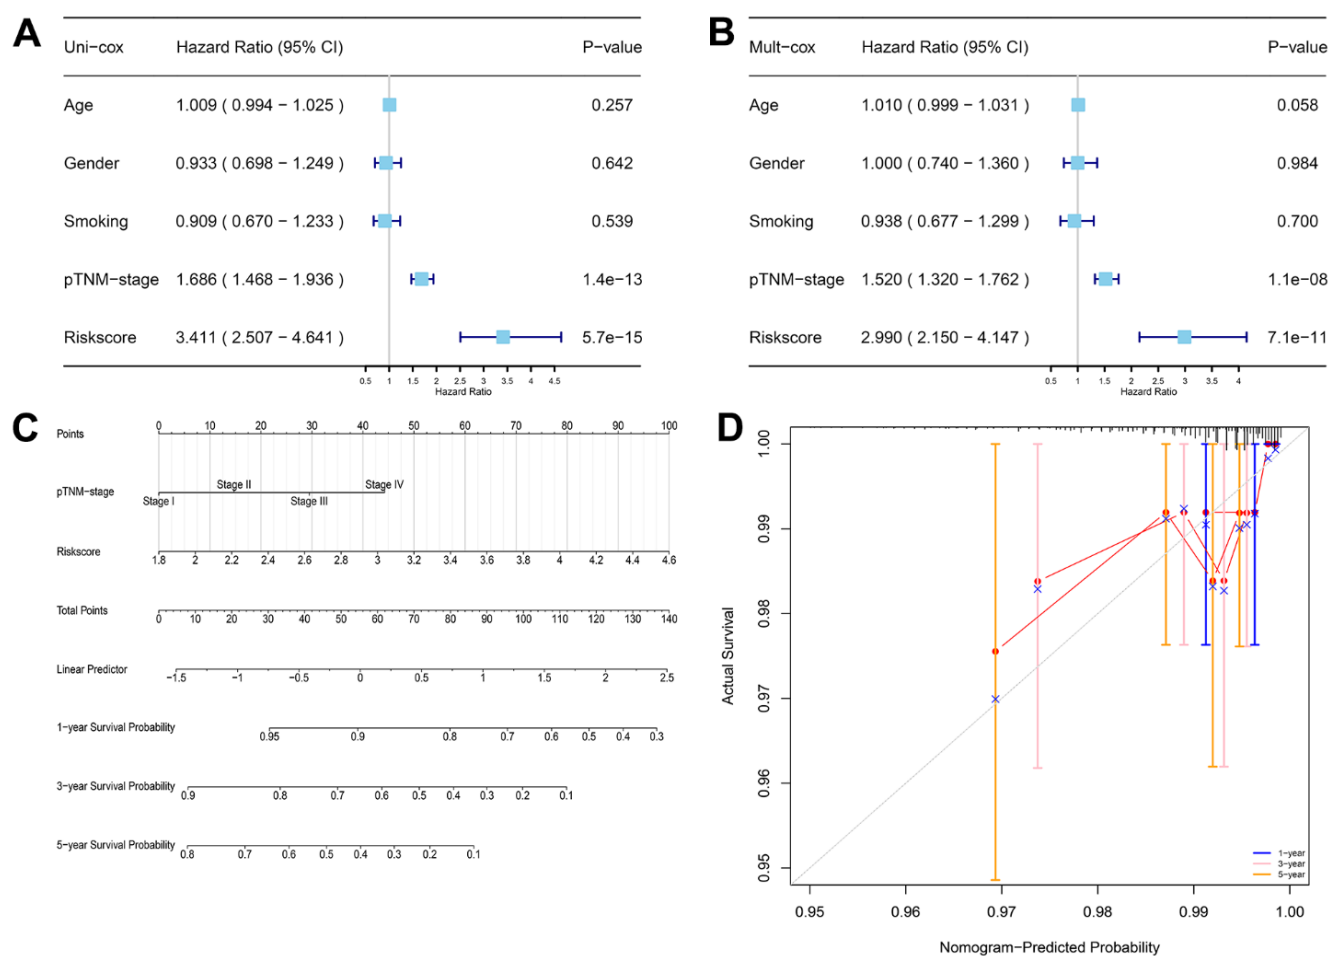 A
Uni−cox Hazard Ratio (95% CI) P−value
Age 1.009 ( 0.994 − 1.025 ) 0.257
Gender 0.933 ( 0.698 − 1.249 ) 0.642
Smoking 0.909 ( 0.670 − 1.233 ) 0.539
pTNM−stage 1.686 ( 1.468 − 1.936 ) 1.4e−13
Riskscore 3.411 ( 2.507 − 4.641 ) 5.7e−15
0.5 1 1.5 2 2.5 3 3.5 4 4.5
Hazard Ratio
B
Mult−cox Hazard Ratio (95% CI) P−value
Age 1.010 ( 0.999 − 1.031 ) 0.058
Gender 1.000 ( 0.740 − 1.360 ) 0.984
Smoking 0.938 ( 0.677 − 1.299 ) 0.700
pTNM−stage 1.520 ( 1.320 − 1.762 ) 1.1e−08
Riskscore 2.990 ( 2.150 − 4.147 ) 7.1e−11
0.5 1 1.5 2 2.5 3 3.5 4
Hazard Ratio
C
Points 0 10 20 30 40 50 60 70 80 90 100
pTNM−stage
Stage II Stage IV
Stage I Stage III
Riskscore
1.8 2 2.2 2.4 2.6 2.8 3 3.2 3.4 3.6 3.8 4 4.2 4.4 4.6
Total Points
0 10 20 30 40 50 60 70 80 90 100 110 120 130 140
Linear Predictor
−1.5 −1 −0.5 0 0.5 1 1.5 2 2.5
1−year Survival Probability
0.95 0.9 0.8 0.7 0.6 0.5 0.4 0.3
3−year Survival Probability
0.9 0.8 0.7 0.6 0.5 0.4 0.3 0.2 0.1
5−year Survival Probability
0.8 0.7 0.6 0.5 0.4 0.3 0.2 0.1
D
Actual Survival
1.00
0.99
0.98
0.97
0.96
0.95
1−year
3−year
5−year
0.95 0.96 0.97 0.98 0.99 1.00
Nomogram−Predicted Probability